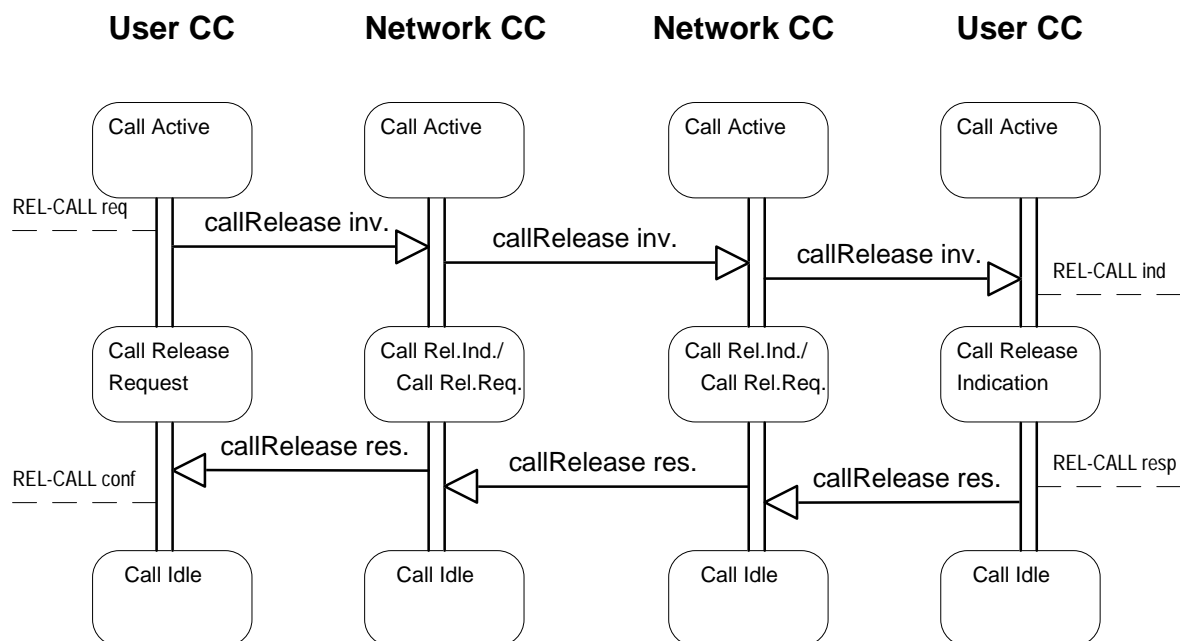 User CC
Network CC
Network CC
User CC
Call Active
Call Active
Call Active
Call Active
REL-CALL req
callRelease inv.
callRelease inv.
callRelease inv.
REL-CALL ind
Call Release
Request
Call Rel.Ind./
Call Rel.Req.
Call Rel.Ind./
Call Rel.Req.
Call Release
Indication
callRelease res.
callRelease res.
callRelease res.
REL-CALL resp
REL-CALL conf
Call Idle
Call Idle
Call Idle
Call Idle